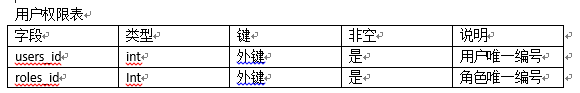 用户权限表
字段 类型 键 非空 说明
users_id int 外键 是 用户唯一编号
roles_id Int 外键 是 角色唯一编号